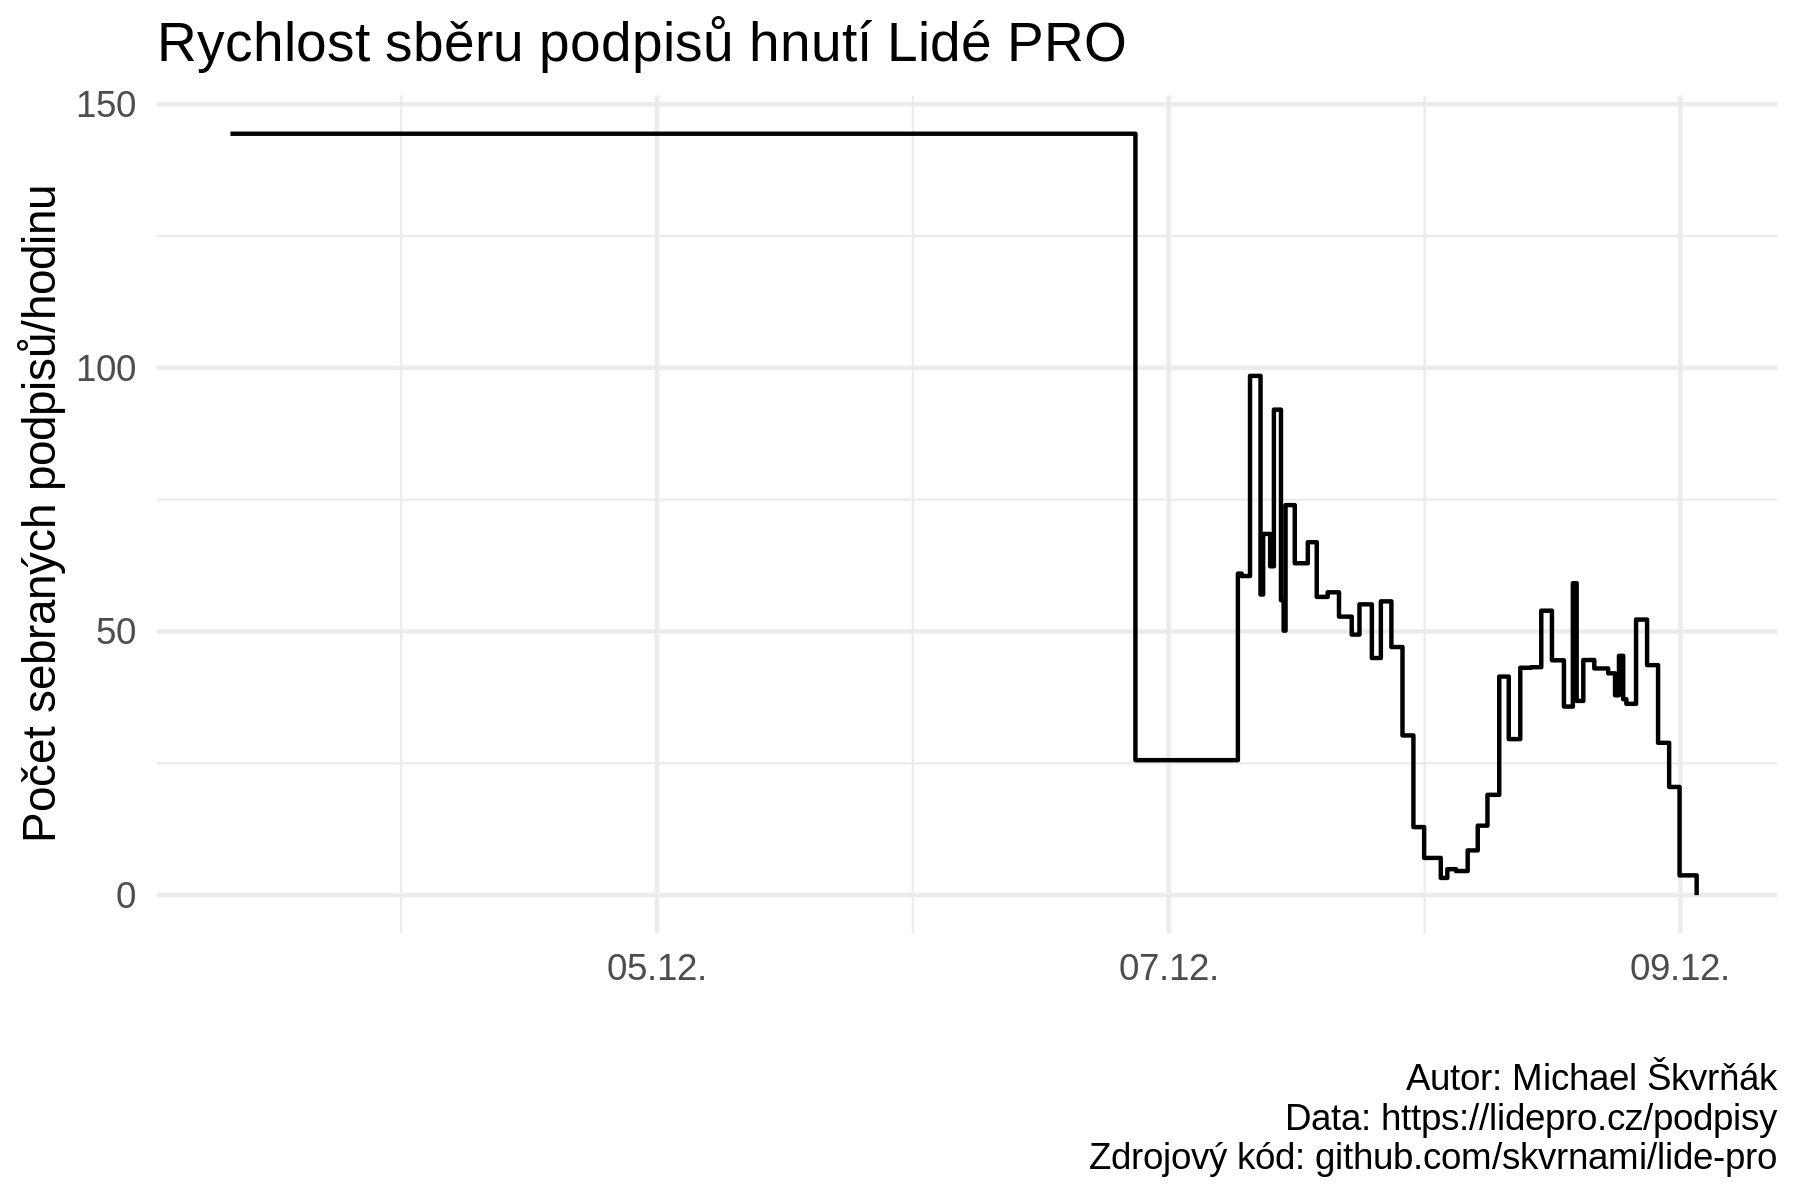 Rychlost sběru podpisů hnutí Lidé PRO
Počet sebraných podpisů/hodinu
150
100
50
0
05.12.
07.12.
09.12.
Autor: Michael Škvrňák
Data: https://lidepro.cz/podpisy
Zdrojový kód: github.com/skvrnami/lide-pro